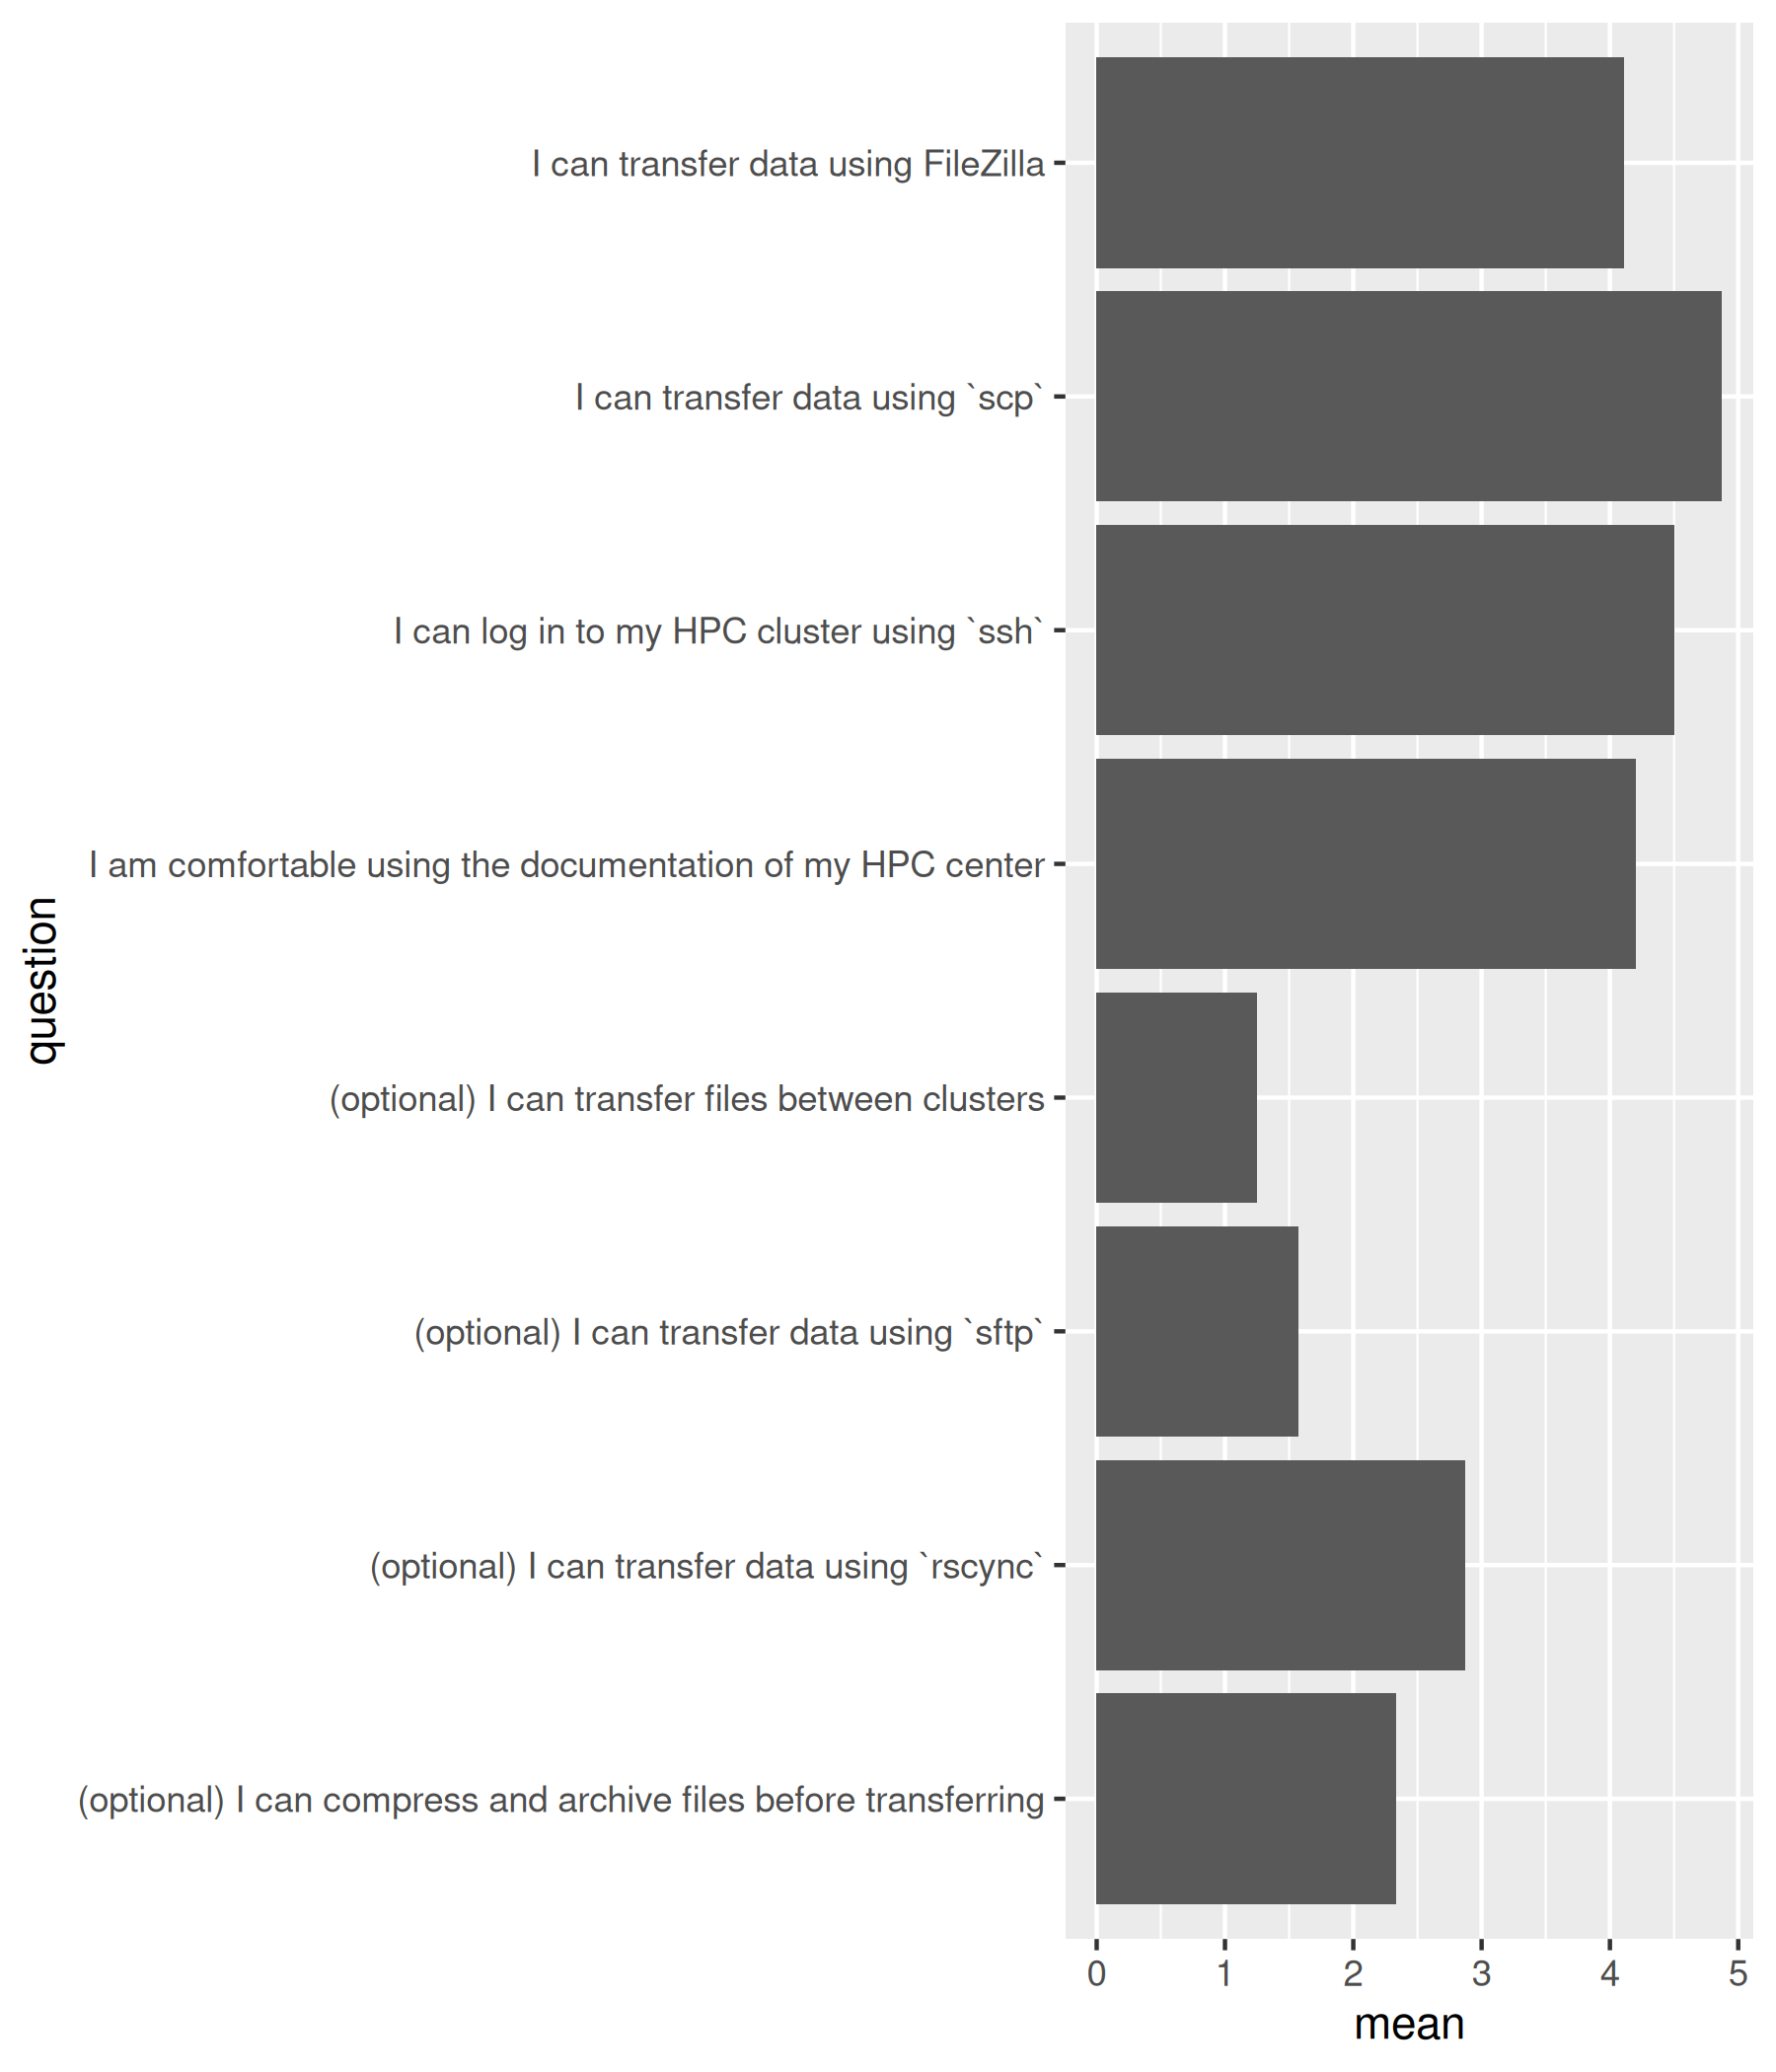 I can transfer data using FileZilla
I can transfer data using `scp`
I can log in to my HPC cluster using `ssh`
I am comfortable using the documentation of my HPC center
(optional) I can transfer files between clusters
(optional) I can transfer data using `sftp`
(optional) I can transfer data using `rscync`
(optional) I can compress and archive files before transferring
question
0 1 2 3 4 5
mean